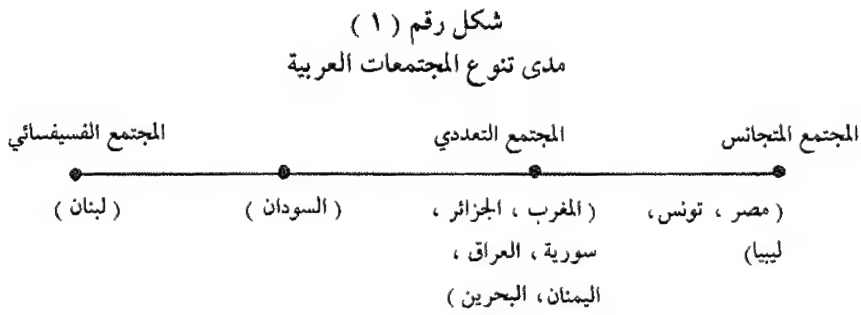 شكل رقم ( ١ )
مدى تنوع المجتمعات العربية
المجتمع المتجانس
المجتمع التعددي
المجتمع الفسيفسائي
( مصر ، تونس،
ليبيا)
( المغرب ، الجزائر ،
سورية ، العراق ،
اليمنان، البحرين )
( السودان )
( لبنان )